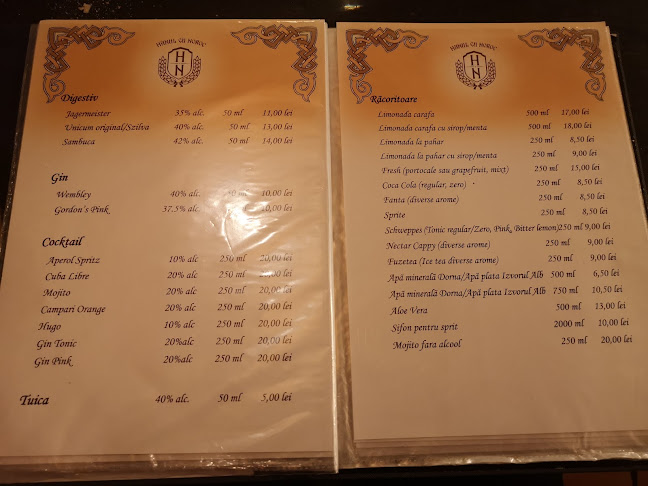 HANUL CU NOROC
H
N
Digestiv
Jagermeister 35% alc. 50 ml 11,00 lei
Unicum original/Szilva 40% alc. 50 ml 13,00 lei
Sambuca 42% alc. 50 ml 14,00 lei
Gin
Wembley 40% alc. 50 ml 10,00 lei
Gordon's Pink 37.5% alc. 50 ml 10,00 lei
Cocktail
Aperol Spritz 10% alc. 250 ml 20,00 lei
Cuba Libre 20% alc. 250 ml 20,00 lei
Mojito 20% alc. 250 ml 20,00 lei
Campari Orange 20% alc. 250 ml 20,00 lei
Hugo 10% alc. 250 ml 20,00 lei
Gin Tonic 20%alc 250 ml 20,00 lei
Gin Pink 20%alc 250 ml 20,00 lei
Tuica 40% alc. 50 ml 5,00 lei
HANUL CU NOROC
H
N
Răcoritoare
Limonada carafa 500 ml 17,00 lei
Limonada carafa cu sirop/menta 500 ml 18,00 lei
Limonada la pahar 250 ml 8,50 lei
Limonada la pahar cu sirop/menta 250 ml 9,00 lei
Fresh (portocale sau grapefruit, mixt) 250 ml 15,00 lei
Coca Cola (regular, zero) 250 ml 8,50 lei
Fanta (diverse arome) 250 ml 8,50 lei
Sprite 250 ml 8,50 lei
Schweppes (Tonic regular/Zero, Pink, Bitter lemon) 250 ml 9,00 lei
Nectar Cappy (diverse arome) 250 ml 9,00 lei
Fuzetea (Ice tea diverse arome) 250 ml 9,00 lei
Apă minerală Dorna/Apă plata Izvorul Alb 500 ml 6,50 lei
Apă minerală Dorna/Apă plata Izvorul Alb 750 ml 10,50 lei
Aloe Vera 500 ml 13,00 lei
Sifon pentru sprit 2000 ml 10,00 lei
Mojito fara alcool 250 ml 20,00 lei